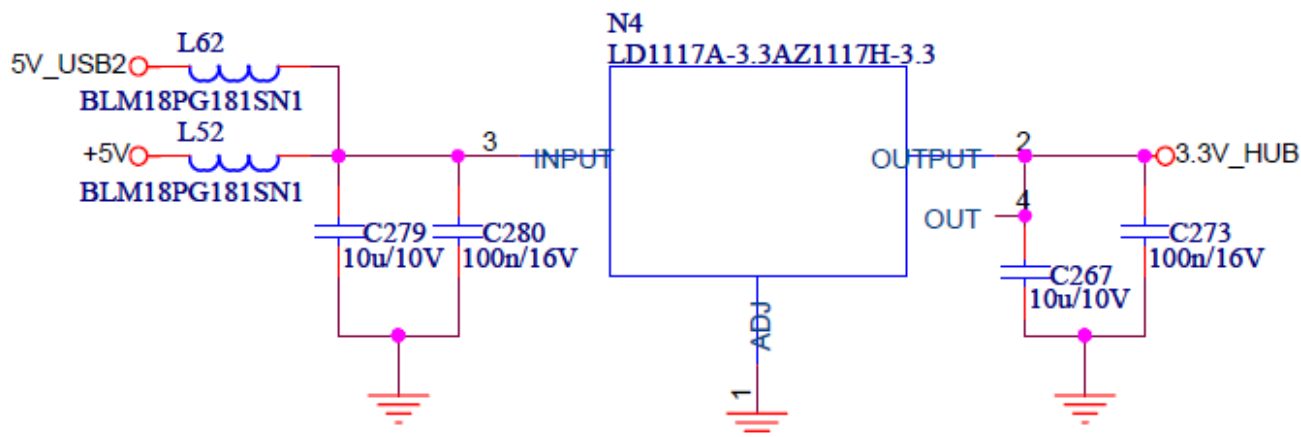 N4
LD1117A-3.3AZ1117H-3.3
L62
5V_USB2
BLM18PG181SN1
L52
+5V
BLM18PG181SN1
3
INPUT
OUTPUT
2
3.3V_HUB
4
OUT
C279
10u/10V
C280
100n/16V
C273
100n/16V
C267
10u/10V
ADJ
1